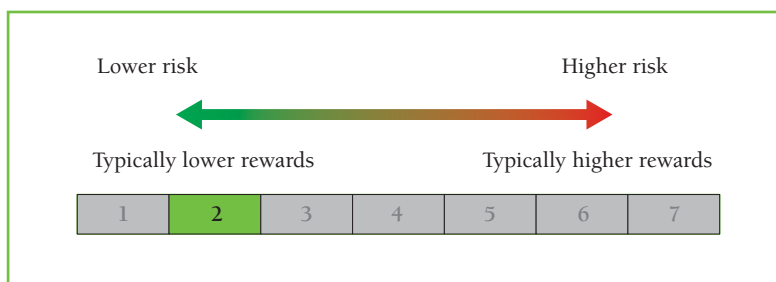 Lower risk Higher risk
Typically lower rewards Typically higher rewards
1 2 3 4 5 6 7